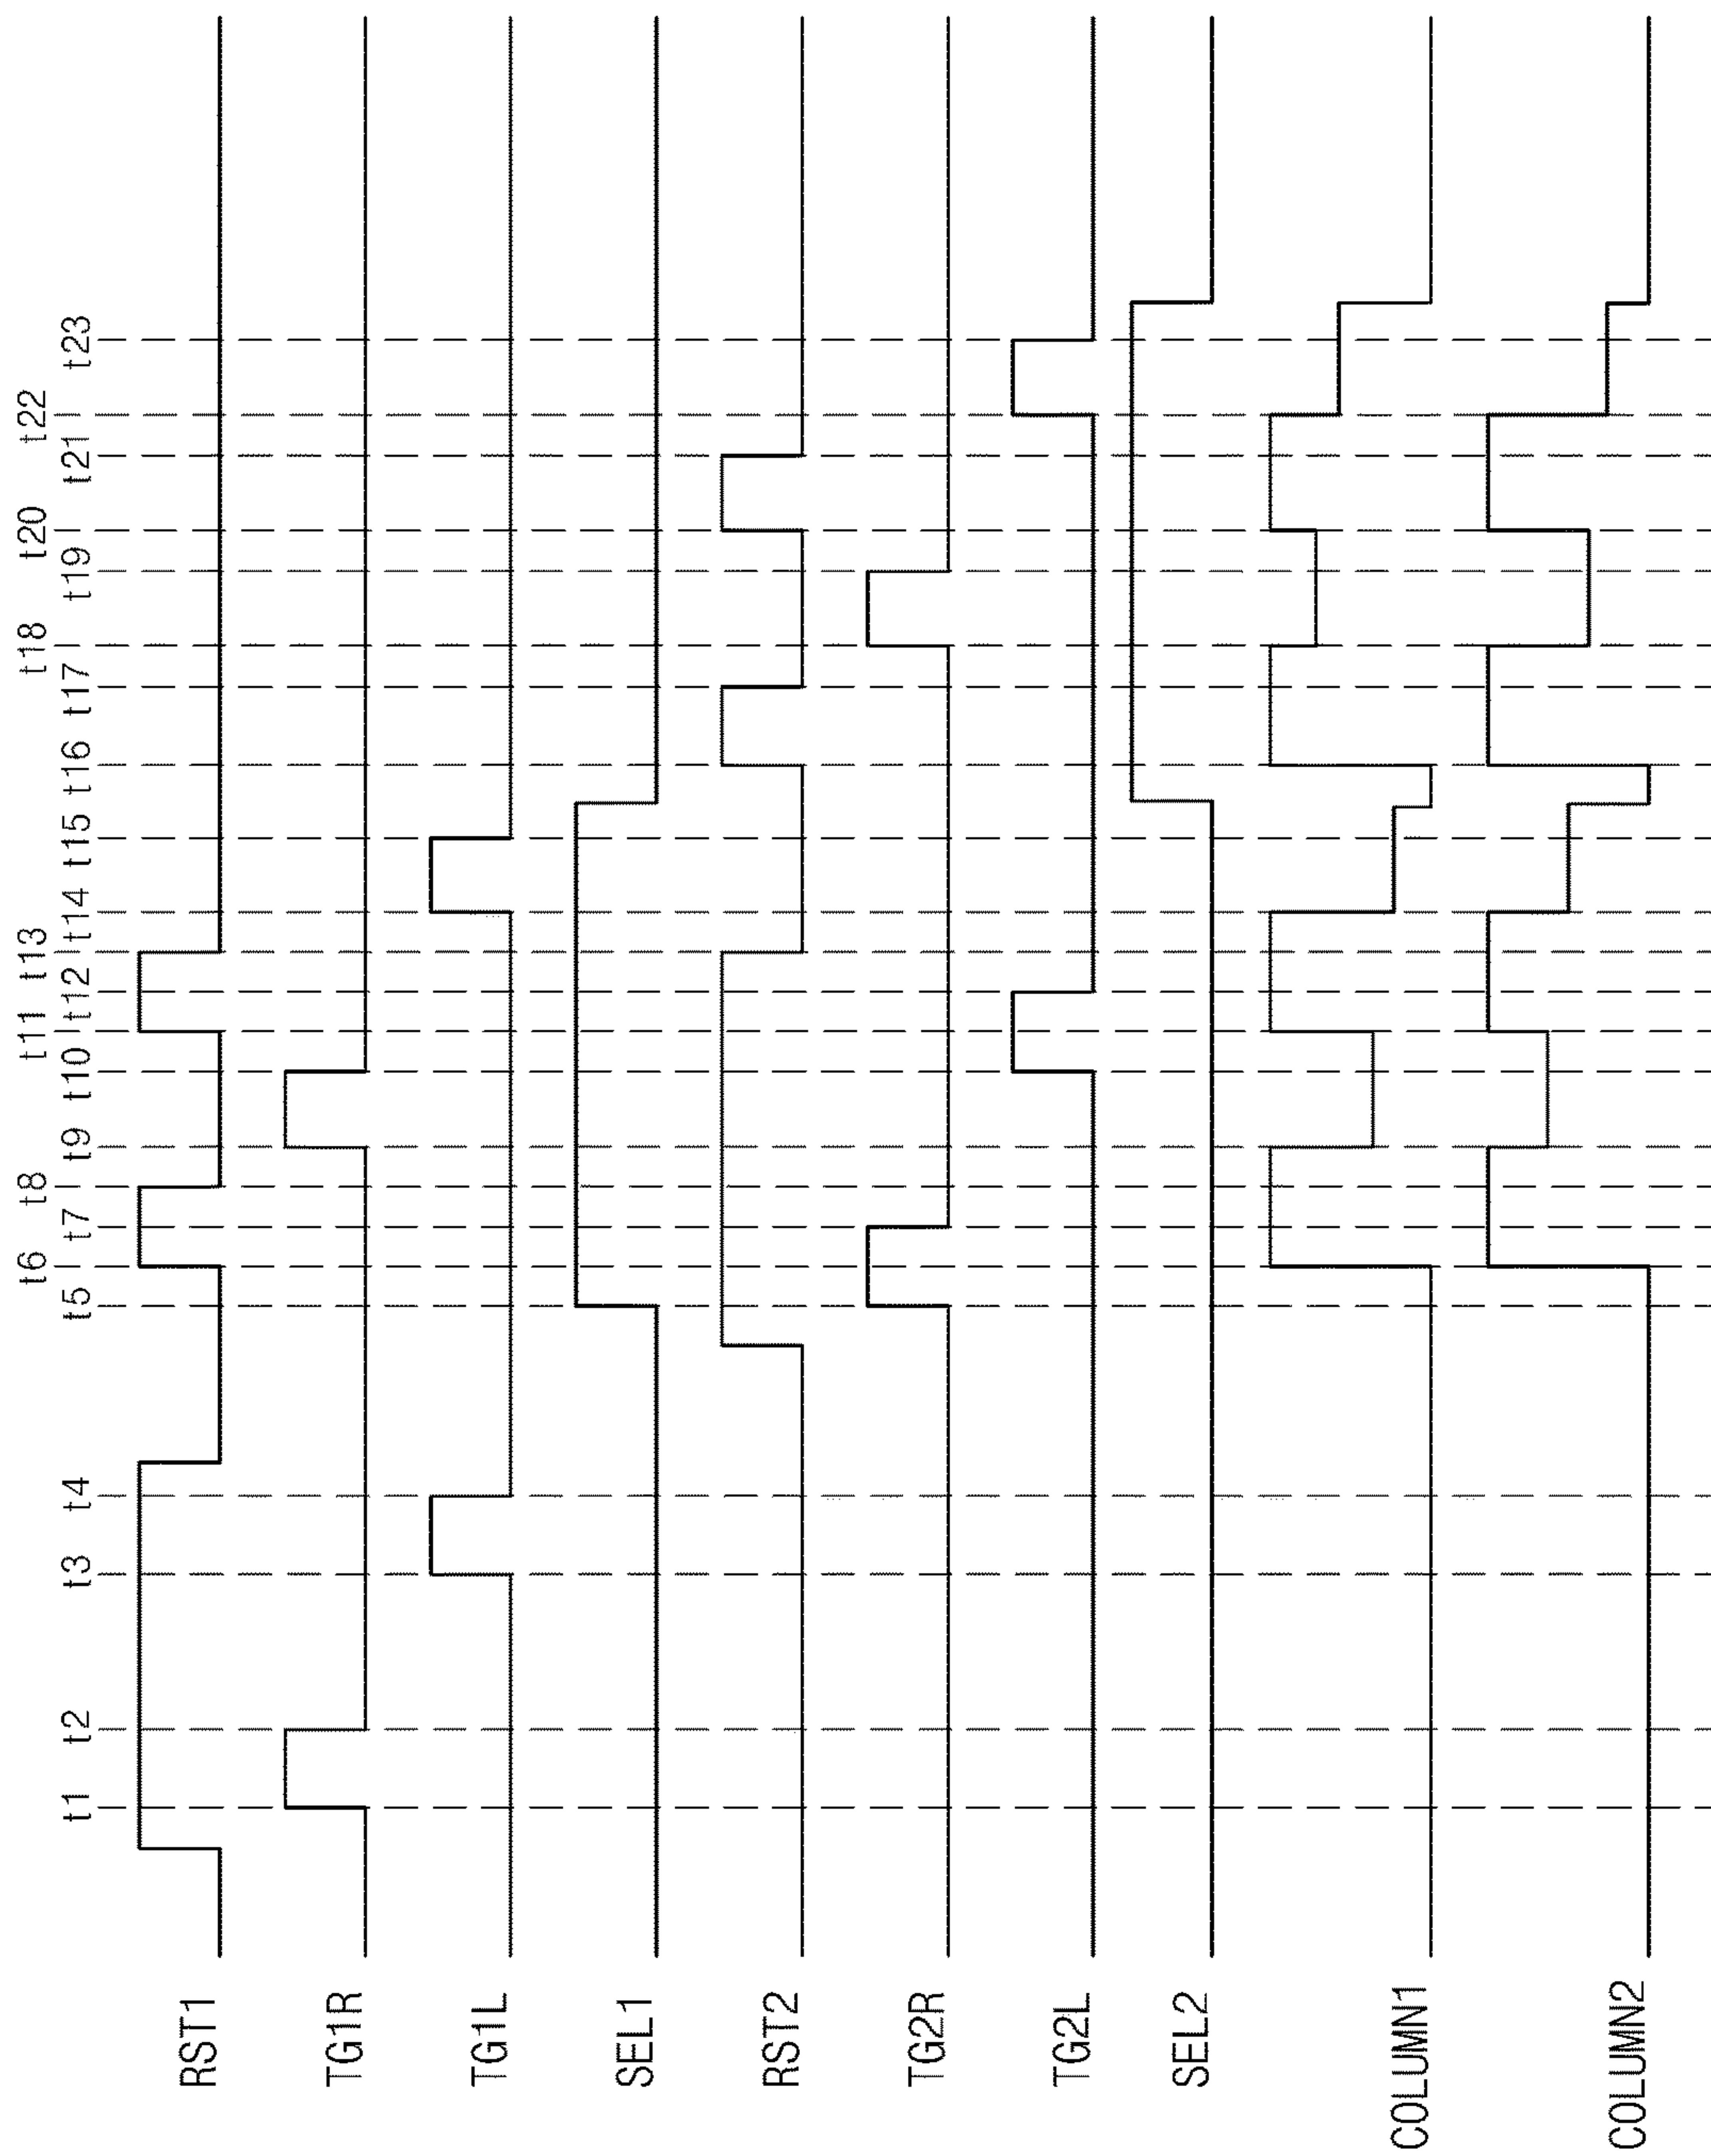 t1
t2
t3
t4
t5
t6
t7
t8
t9
t10
t11
t12
t13
t14
t15
t16
t17
t18
t19
t20
t21
t22
t23
RST1
TG1R
TG1L
SEL1
RST2
TG2R
TG2L
SEL2
COLUMN1
COLUMN2